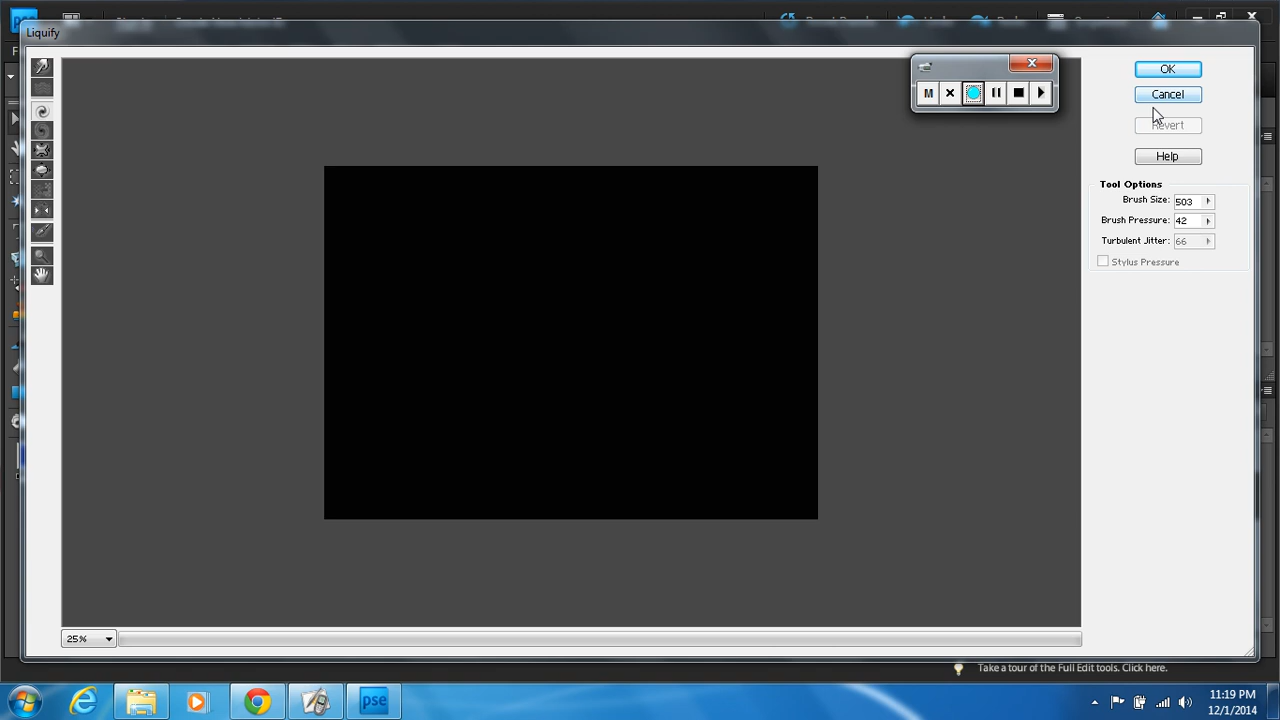 pse
Liquify
M
OK
Cancel
Revert
Help
Tool Options
Brush Size: 503
Brush Pressure: 42
Turbulent Jitter: 66
Stylus Pressure
25%
Take a tour of the Full Edit tools. Click here.
pse
11:19 PM
12/1/2014